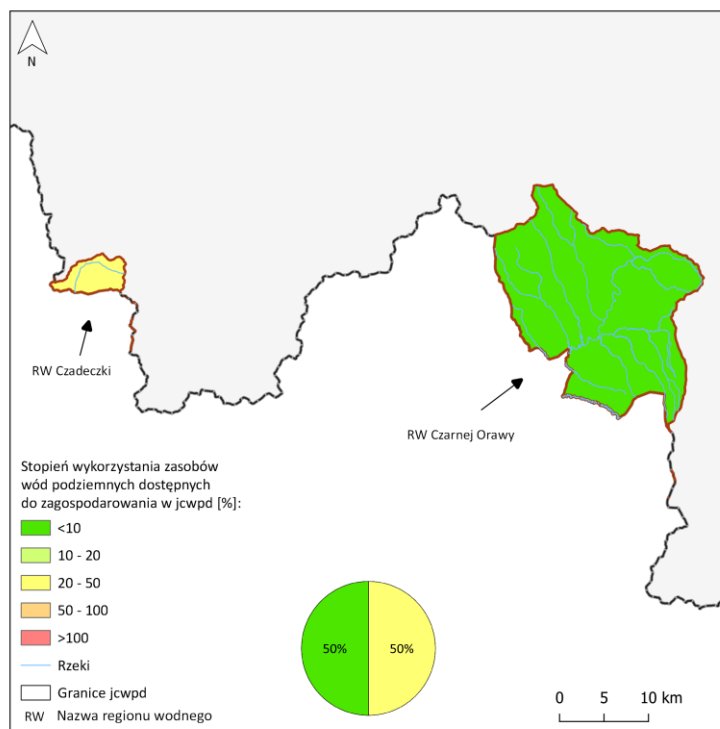 N
RW Czadeczki
RW Czarnej Orawy
Stopień wykorzystania zasobów
wód podziemnych dostępnych
do zagospodarowania w jcwpd [%]:
<10
10 - 20
20 - 50
50 - 100
>100
Rzeki
Granice jcwpd
RW Nazwa regionu wodnego
50% 50%
0 5 10 km